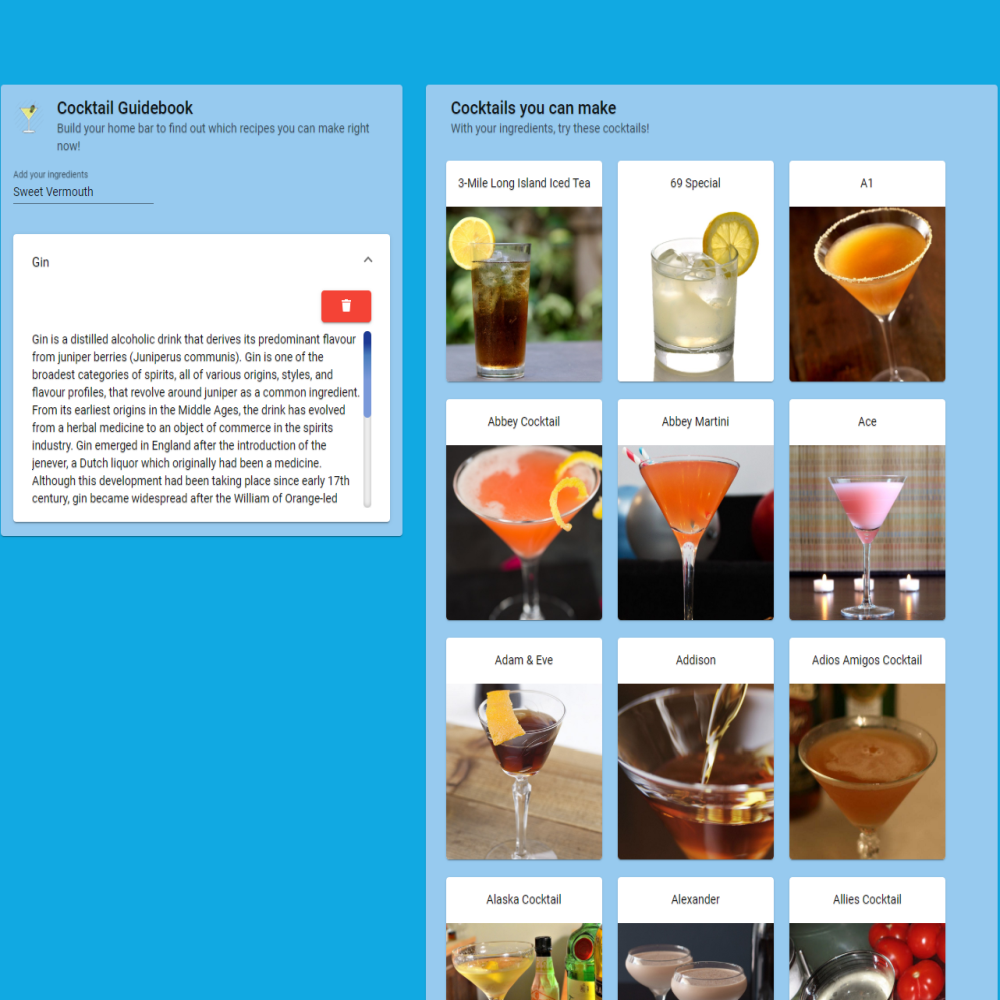 Cocktail Guidebook
Build your home bar to find out which recipes you can make right
now!
Add your ingredients
Sweet Vermouth
Gin
Gin is a distilled alcoholic drink that derives its predominant flavour
from juniper berries (Juniperus communis). Gin is one of the
broadest categories of spirits, all of various origins, styles, and
flavour profiles, that revolve around juniper as a common ingredient.
From its earliest origins in the Middle Ages, the drink has evolved
from a herbal medicine to an object of commerce in the spirits
industry. Gin emerged in England after the introduction of the
jenever, a Dutch liquor which originally had been a medicine.
Although this development had been taking place since early 17th
century, gin became widespread after the William of Orange-led
Cocktails you can make
With your ingredients, try these cocktails!
3-Mile Long Island Iced Tea
69 Special
A1
Abbey Cocktail
Abbey Martini
Ace
Adam & Eve
Addison
Adios Amigos Cocktail
Alaska Cocktail
Alexander
Allies Cocktail